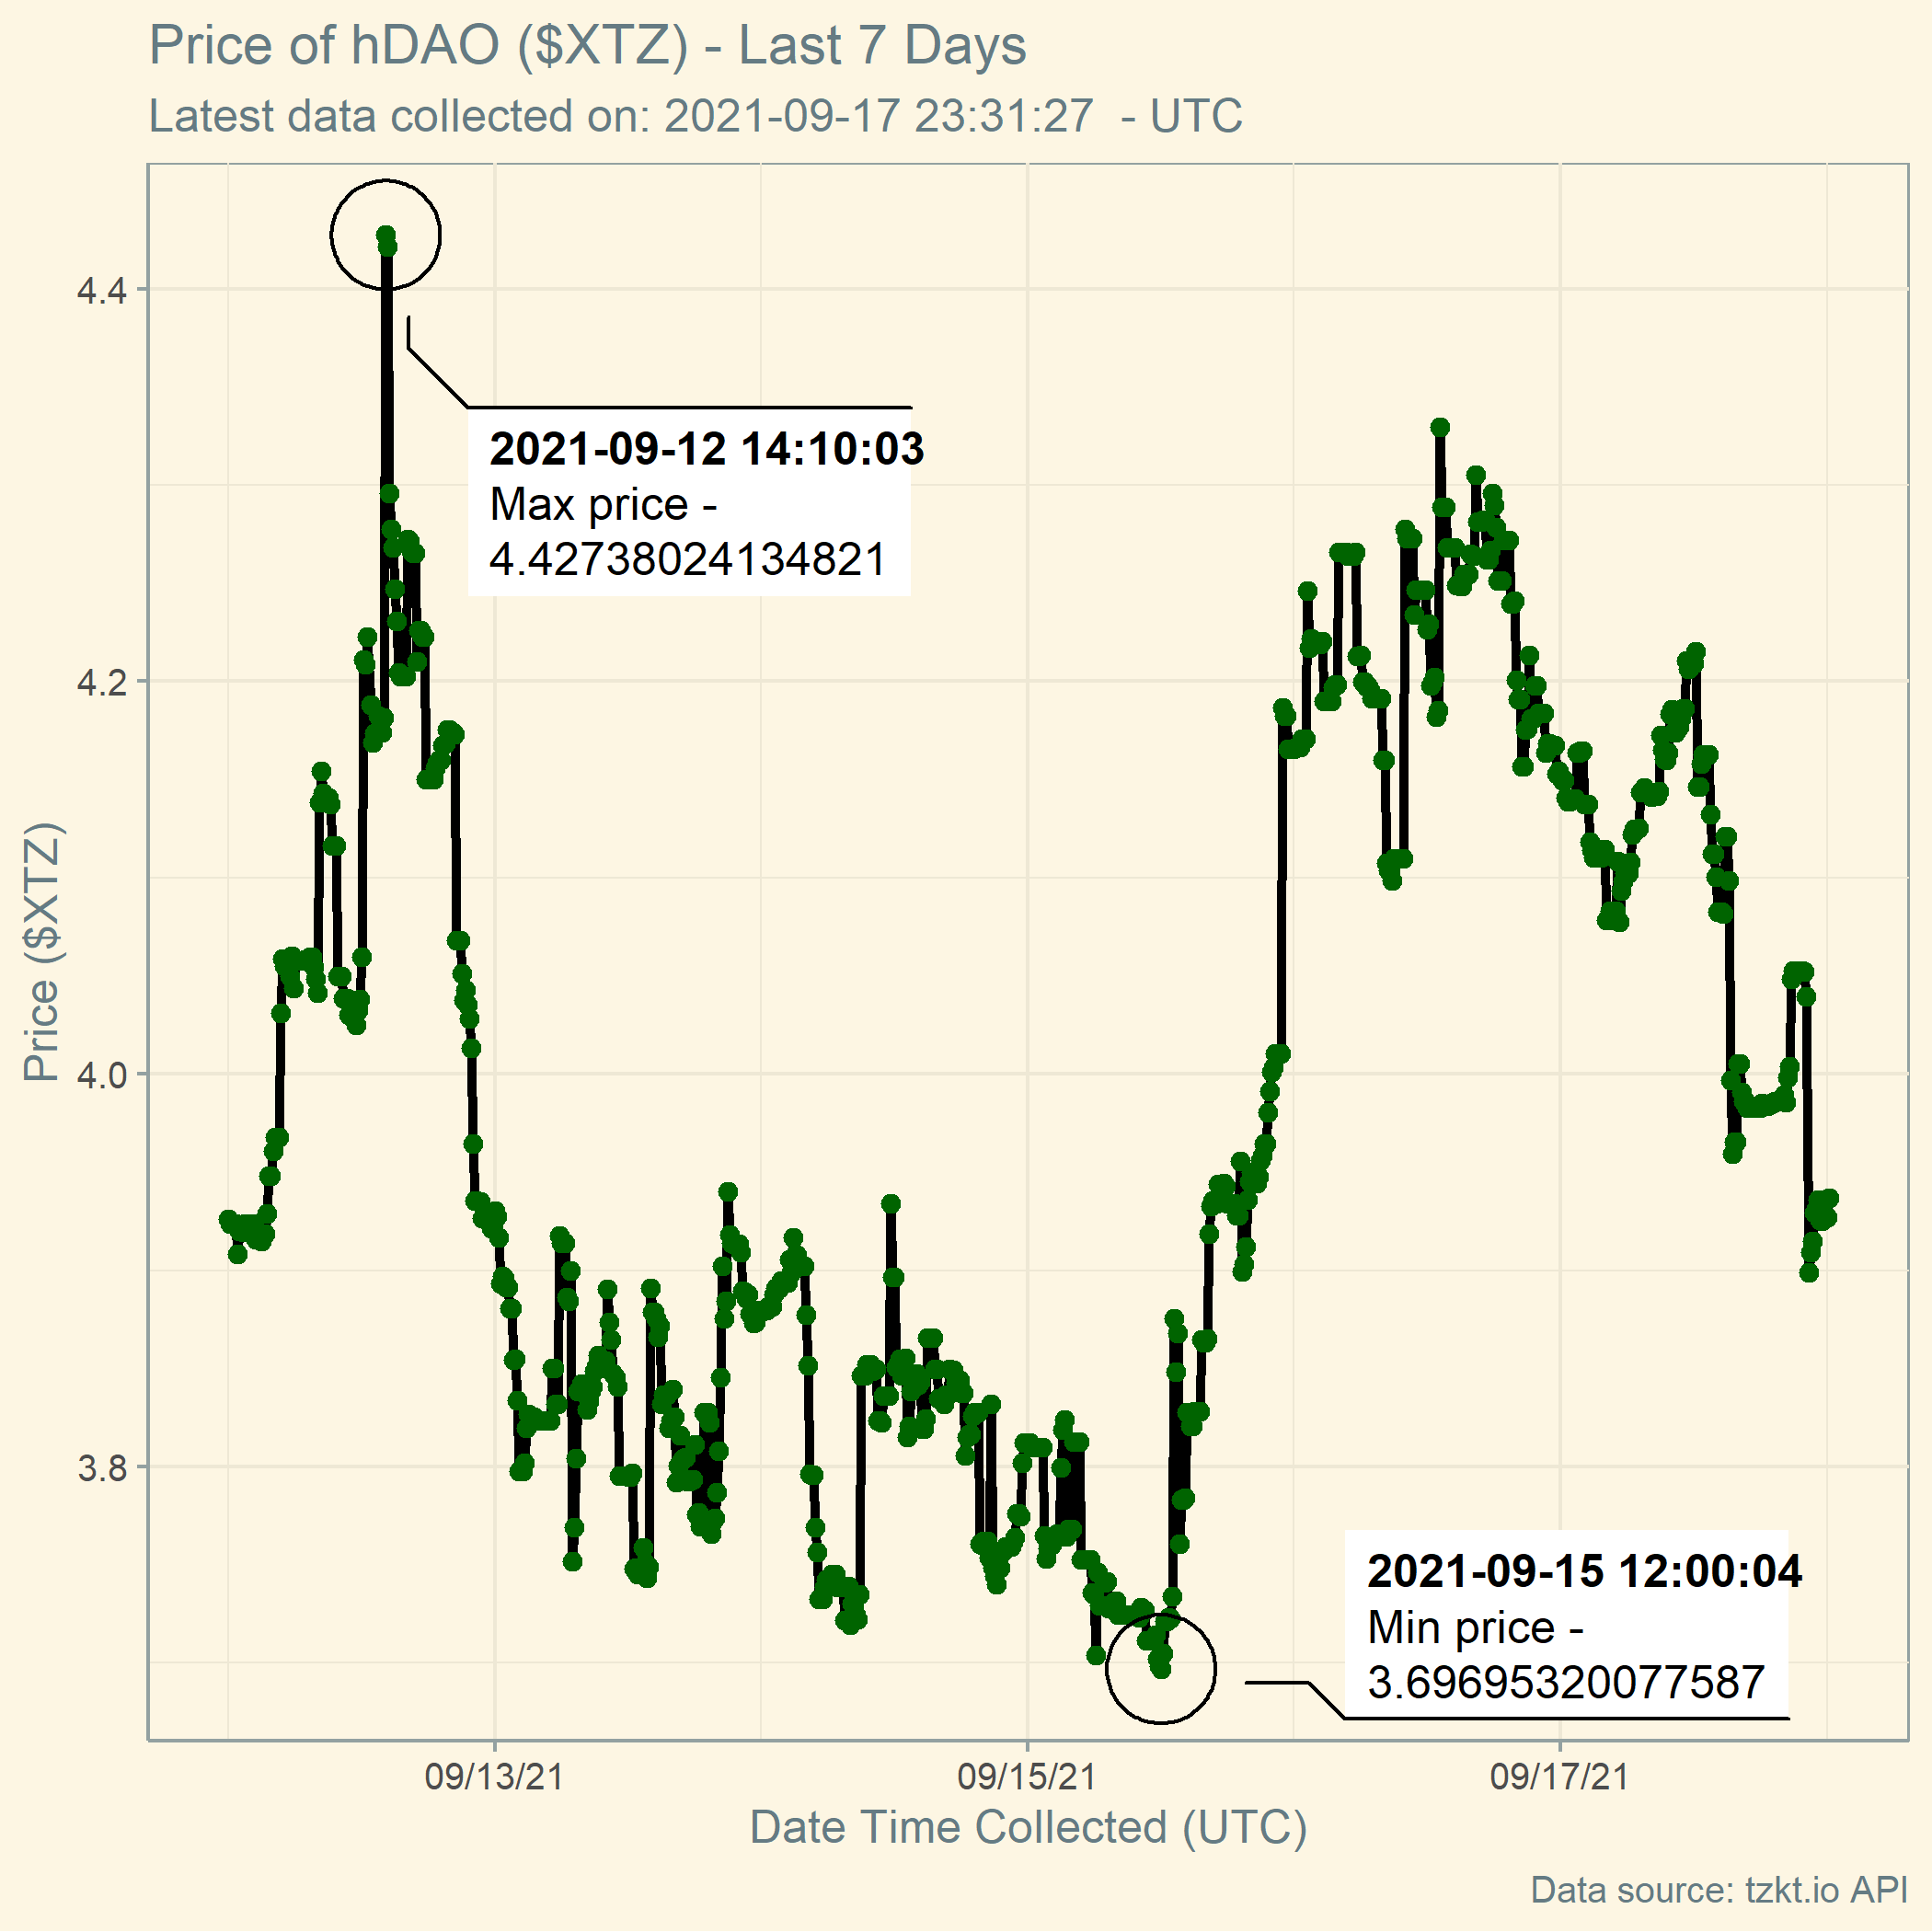 Price of hDAO ($XTZ) - Last 7 Days
Latest data collected on: 2021-09-17 23:31:27  - UTC
Price ($XTZ)
4.4
4.2
4.0
3.8
2021-09-12 14:10:03
Max price -
4.42738024134821
2021-09-15 12:00:04
Min price -
3.69695320077587
09/13/21
09/15/21
09/17/21
Date Time Collected (UTC)
Data source: tzkt.io API